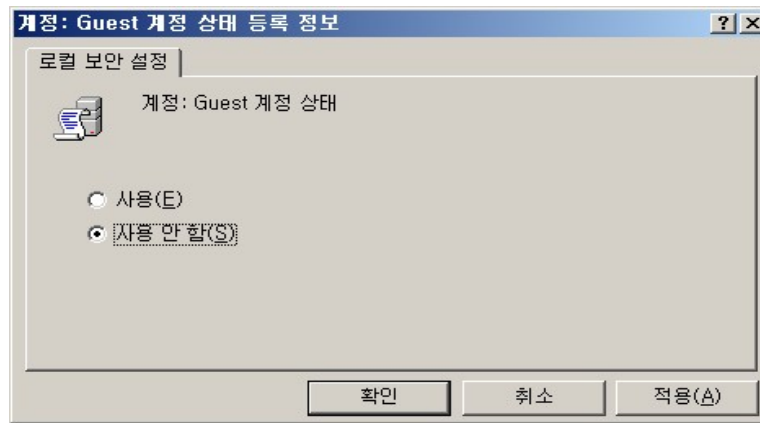 계정: Guest 계정 상태 등록 정보
로컬 보안 설정
계정: Guest 계정 상태
사용(E)
사용 안 함(S)
확인 취소 적용(A)